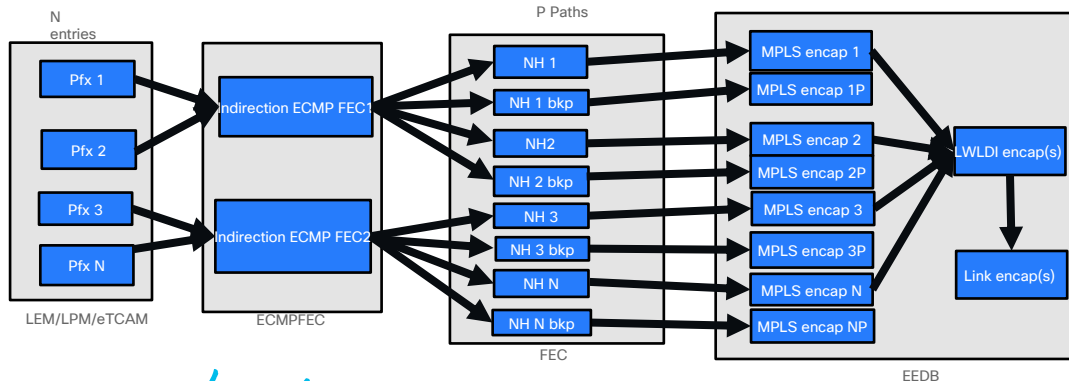 N
entries
P Paths
Pfx 1
Pfx 2
Pfx 3
Pfx N
LEM/LPM/eTCAM
Indirection ECMP FEC1
Indirection ECMP FEC2
ECMPFEC
NH 1
NH 1 bkp
NH2
NH 2 bkp
NH 3
NH 3 bkp
NH N
NH N bkp
FEC
MPLS encap 1
MPLS encap 1P
MPLS encap 2
MPLS encap 2P
MPLS encap 3
MPLS encap 3P
MPLS encap N
MPLS encap NP
LWLDI encap(s)
Link encap(s)
EEDB